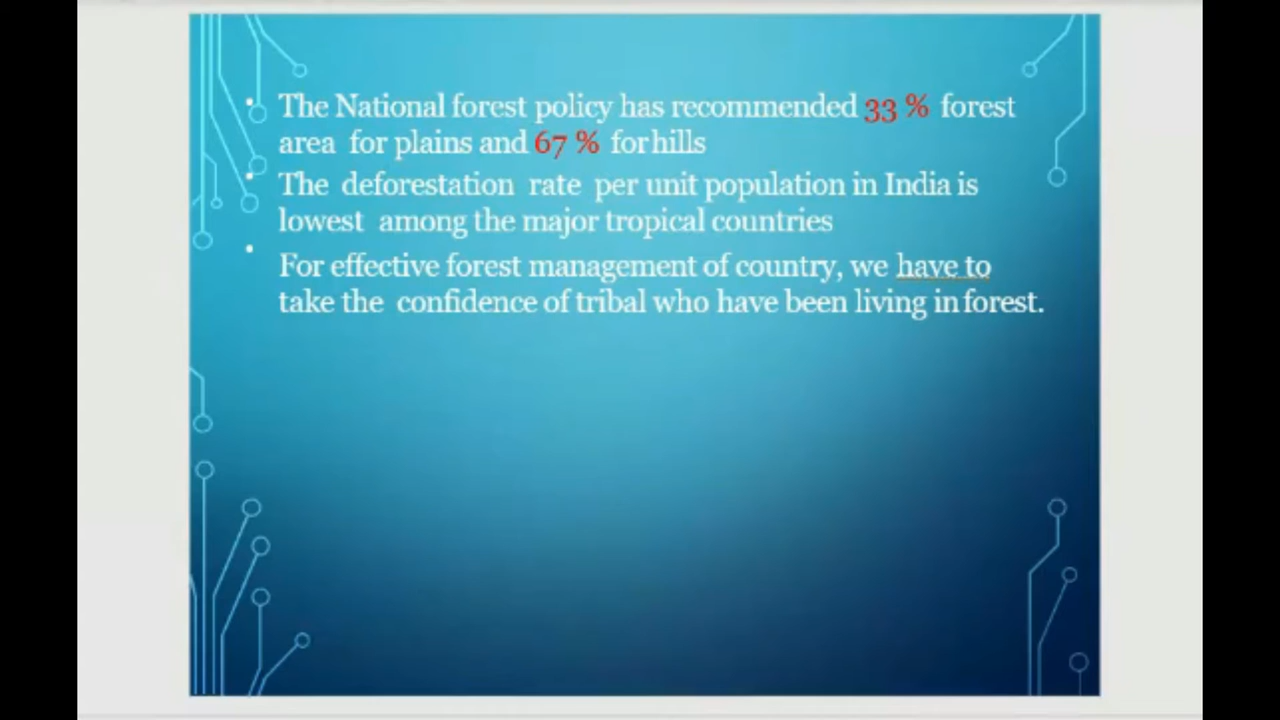 • The National forest policy has recommended 33 % forest
area for plains and 67 % for hills
• The deforestation rate per unit population in India is
lowest among the major tropical countries
• For effective forest management of country, we have to
take the confidence of tribal who have been living in forest.